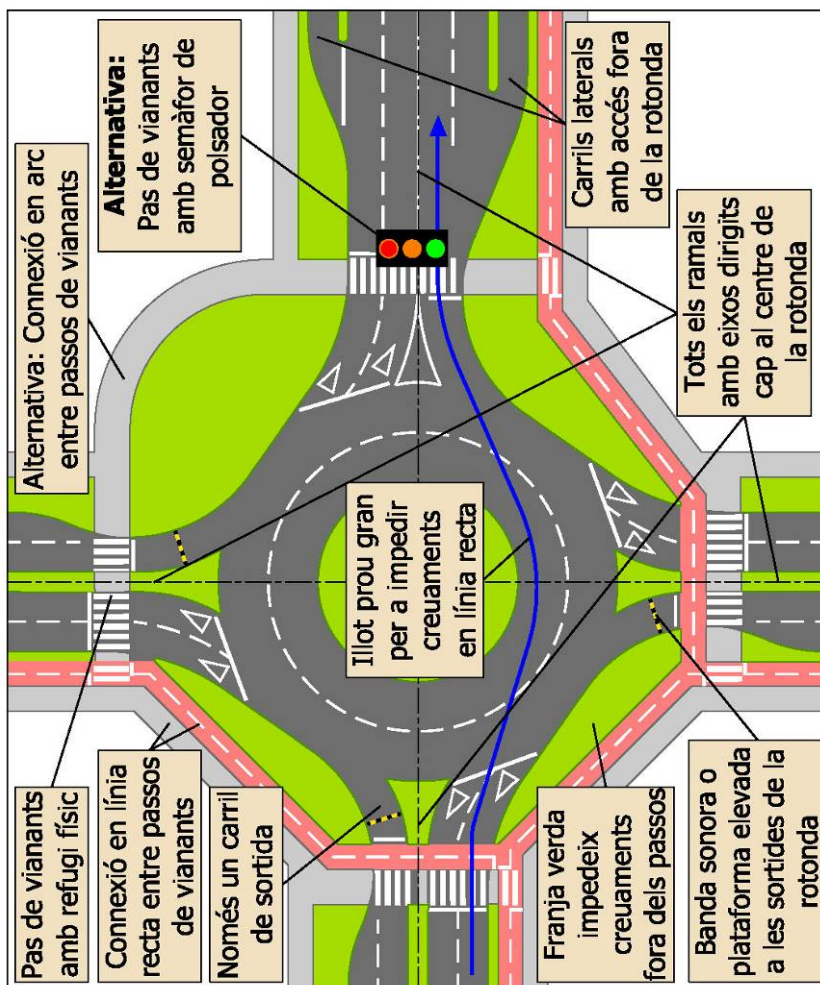 Pas de vianants
amb refugi físic
Connexió en línia
recta entre passos
de vianants
Només un carril
de sortida
Alternativa: Connexió en arc
entre passos de vianants
Alternativa:
Pas de vianants
amb semàfor de
polsador
Illot prou gran
per a impedir
creuaments
en línia recta
Franja verda
impedeix
creuaments
fora dels passos
Carrils laterals
amb accés fora
de la rotonda
Banda sonora o
plataforma elevada
a les sortides de la
rotonda
Tots els ramals
amb eixos dirigits
cap al centre de
la rotonda